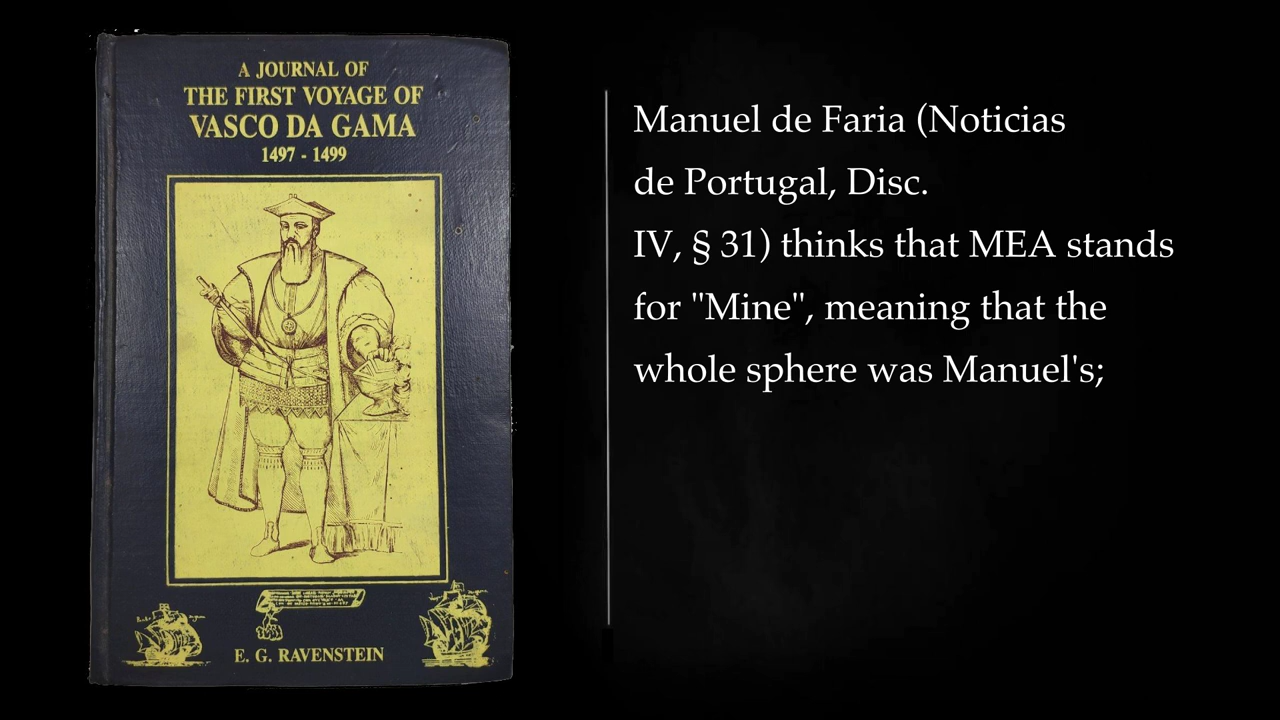 A JOURNAL OF
THE FIRST VOYAGE OF
VASCO DA GAMA
1497 - 1499
E. G. RAVENSTEIN
Manuel de Faria (Noticias
de Portugal, Disc.
IV, § 31) thinks that MEA stands
for "Mine", meaning that the
whole sphere was Manuel's;